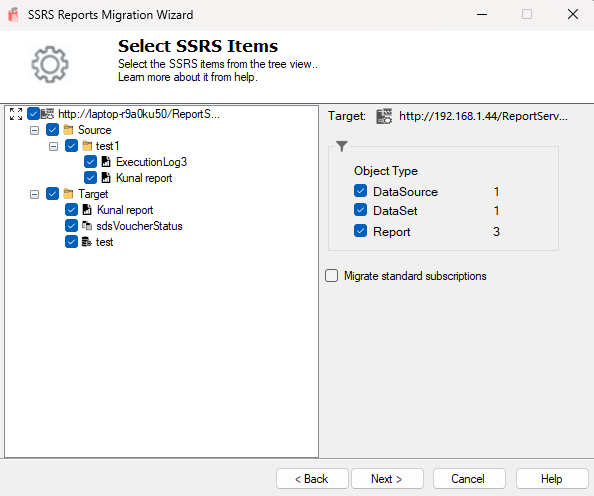 SSRS Reports Migration Wizard
Select SSRS Items
Select the SSRS items from the tree view..
Learn more about it from help.
http://laptop-r9a0ku50/ReportS...
Source
test1
ExecutionLog3
Kunal report
Target
Kunal report
sdsVoucherStatus
test
Target: http://192.168.1.44/ReportServ...
Object Type
DataSource 1
DataSet 1
Report 3
Migrate standard subscriptions
< Back Next > Cancel Help